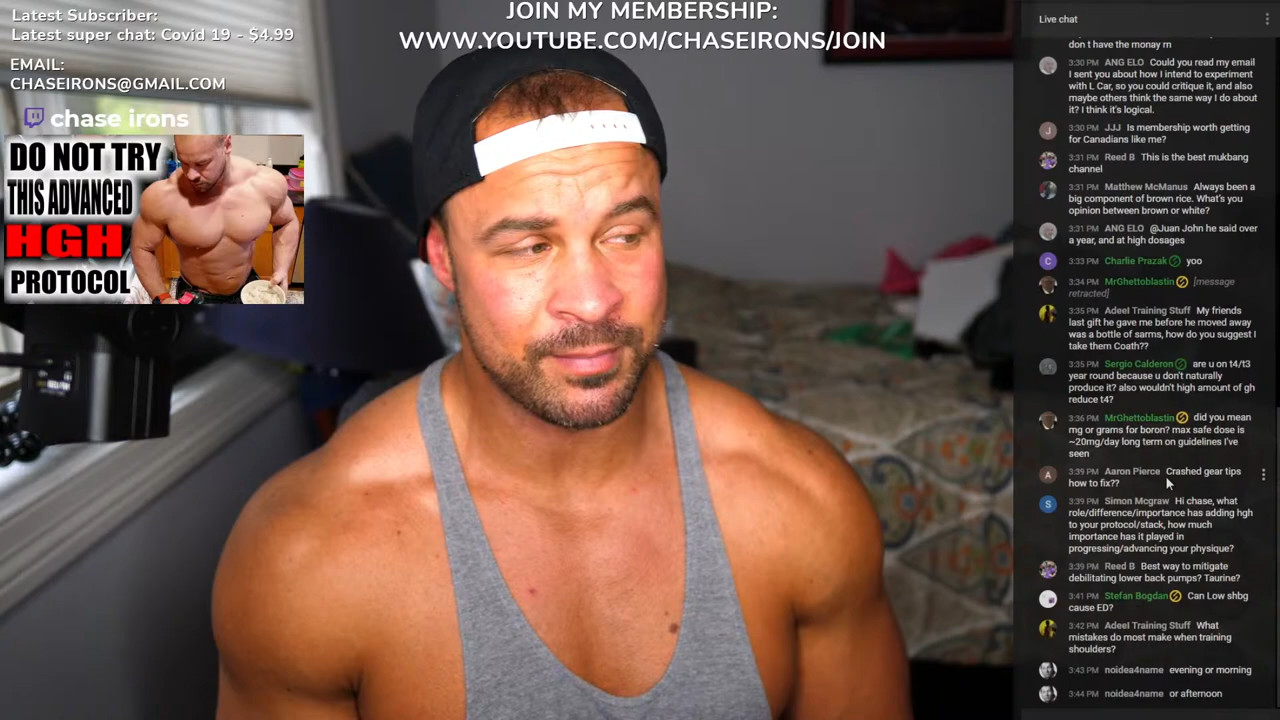 Latest Subscriber:
Latest super chat: Covid 19 - $4.99
EMAIL:
CHASEIRONS@GMAIL.COM
chase irons
DO NOT TRY
THIS ADVANCED
HGH
PROTOCOL
JOIN MY MEMBERSHIP:
WWW.YOUTUBE.COM/CHASEIRONS/JOIN
Live chat
don t have the monay rn
3:30 PM ANG ELO Could you read my email
I sent you about how I intend to experiment
with L Car, so you could critique it, and also
maybe others think the same way I do about
it? I think it's logical.
J
3:30 PM JJJ Is membership worth getting
for Canadians like me?
3:31 PM Reed B This is the best mukbang
channel
3:31 PM Matthew McManus Always been a
big component of brown rice. What's you
opinion between brown or white?
3:31 PM ANG ELO @Juan John he said over
a year, and at high dosages
C
3:33 PM Charlie Prazak yoo
3:34 PM MrGhettoblastin [message
retracted]
3:35 PM Adeel Training Stuff My friends
last gift he gave me before he moved away
was a bottle of sarms, how do you suggest I
take them Coath??
3:35 PM Sergio Calderon are u on t4/t3
year round because u don't naturally
produce it? also wouldn't high amount of gh
reduce t4?
3:36 PM MrGhettoblastin did you mean
mg or grams for boron? max safe dose is
~20mg/day long term on guidelines I've
seen
A
3:39 PM Aaron Pierce Crashed gear tips
how to fix??
S
3:39 PM Simon Mcgraw Hi chase, what
role/difference/importance has adding hgh
to your protocol/stack, how much
importance has it played in
progressing/advancing your physique?
3:39 PM Reed B Best way to mitigate
debilitating lower back pumps? Taurine?
3:41 PM Stefan Bogdan Can Low shbg
cause ED?
3:42 PM Adeel Training Stuff What
mistakes do most make when training
shoulders?
3:43 PM noidea4name evening or morning
3:44 PM noidea4name or afternoon